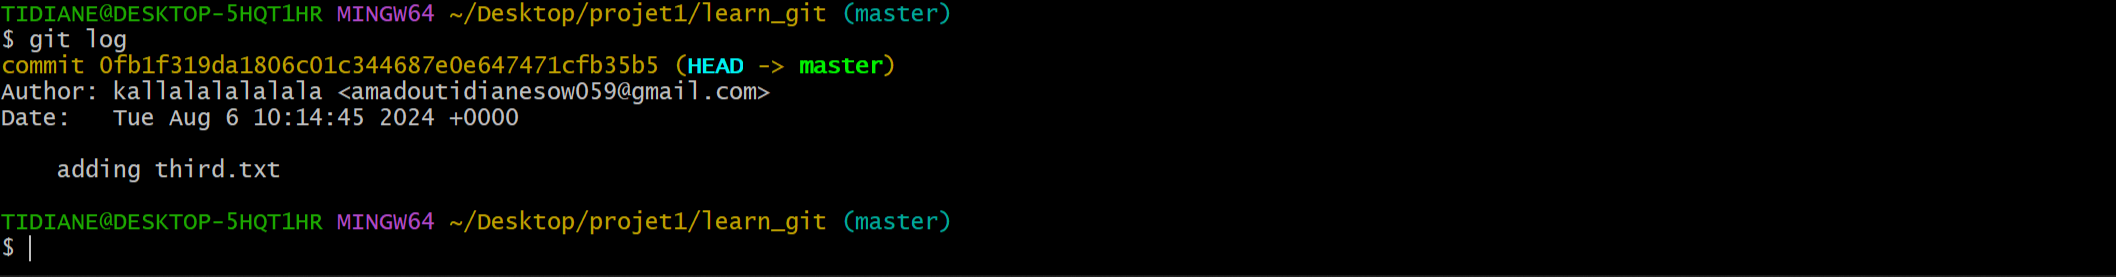 TIDIANE@DESKTOP-5HQT1HR MINGW64 ~/Desktop/projet1/learn_git (master)
$ git log
commit 0fb1f319da1806c01c344687e0e647471cfb35b5 (HEAD -> master)
Author: kallalalalalala <amadoutidianesow059@gmail.com>
Date:   Tue Aug 6 10:14:45 2024 +0000
    adding third.txt
TIDIANE@DESKTOP-5HQT1HR MINGW64 ~/Desktop/projet1/learn_git (master)
$